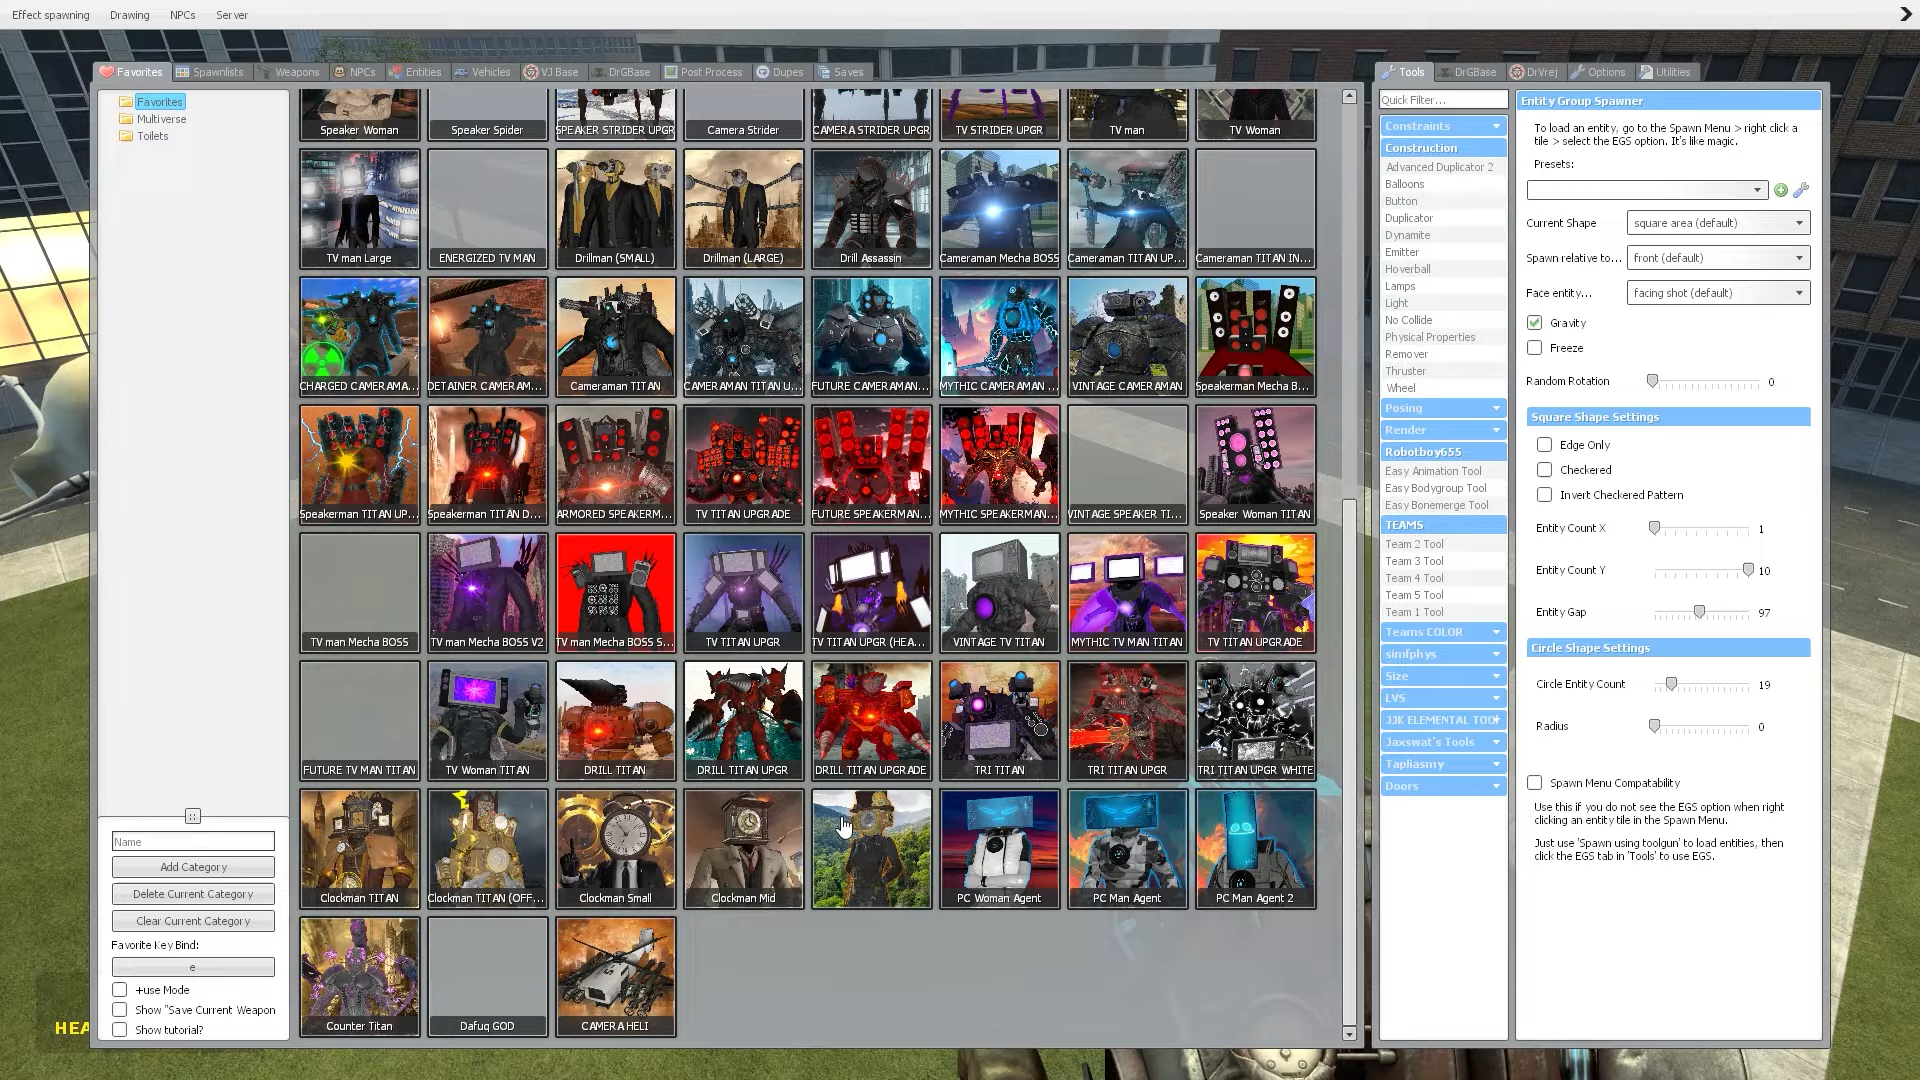 Effect spawning Drawing NPCs Server
Favorites Spawnlists Weapons NPCs Entities Vehicles VJ Base DrGBase Post Process Dupes Saves
Favorites
Multiverse
Toilets
Name
Add Category
Delete Current Category
Clear Current Category
Favorite Key Bind:
e
+use Mode
Show "Save Current Weapon
Show tutorial?
HEA
Speaker Woman Speaker Spider SPEAKER STRIDER UPGR Camera Strider CAMERA STRIDER UPGR TV STRIDER UPGR TV man TV Woman
TV man Large ENERGIZED TV MAN Drillman (SMALL) Drillman (LARGE) Drill Assassin Cameraman Mecha BOSS Cameraman TITAN UP... Cameraman TITAN IN...
CHARGED CAMERAMA... DETAINER CAMERAM... Cameraman TITAN CAMERAMAN TITAN U... FUTURE CAMERAMAN... MYTHIC CAMERAMAN ... VINTAGE CAMERAMAN Speakerman Mecha B...
Speakerman TITAN UP... Speakerman TITAN D... ARMORED SPEAKERM... TV TITAN UPGRADE FUTURE SPEAKERMAN... MYTHIC SPEAKERMAN... VINTAGE SPEAKER TI... Speaker Woman TITAN
TV man Mecha BOSS TV man Mecha BOSS V2 TV man Mecha BOSS S... TV TITAN UPGR TV TITAN UPGR (HEA... VINTAGE TV TITAN MYTHIC TV MAN TITAN TV TITAN UPGRADE
FUTURE TV MAN TITAN TV Woman TITAN DRILL TITAN DRILL TITAN UPGR DRILL TITAN UPGRADE TRI TITAN TRI TITAN UPGR TRI TITAN UPGR WHITE
Clockman TITAN Clockman TITAN (OFF... Clockman Small Clockman Mid PC Woman Agent PC Man Agent PC Man Agent 2
Counter Titan Dafuq GOD CAMERA HELI
Tools DrGBase DrVrej Options Utilities
Quick Filter...
Constraints
Construction
Advanced Duplicator 2
Balloons
Button
Duplicator
Dynamite
Emitter
Hoverball
Lamps
Light
No Collide
Physical Properties
Remover
Thruster
Wheel
Posing
Render
Robotboy655
Easy Animation Tool
Easy Bodygroup Tool
Easy Bonemerge Tool
TEAMS
Team 2 Tool
Team 3 Tool
Team 4 Tool
Team 5 Tool
Team 1 Tool
Teams COLOR
simfphys
Size
LVS
JJK ELEMENTAL TOO
Jaxswat's Tools
Tapliasmy
Doors
Entity Group Spawner
To load an entity, go to the Spawn Menu > right click a
tile > select the EGS option. It's like magic.
Presets:
Current Shape square area (default)
Spawn relative to... front (default)
Face entity... facing shot (default)
Gravity
Freeze
Random Rotation 0
Square Shape Settings
Edge Only
Checkered
Invert Checkered Pattern
Entity Count X 1
Entity Count Y 10
Entity Gap 97
Circle Shape Settings
Circle Entity Count 19
Radius 0
Spawn Menu Compatability
Use this if you do not see the EGS option when right
clicking an entity tile in the Spawn Menu.
Just use 'Spawn using toolgun' to load entities, then
click the EGS tab in 'Tools' to use EGS.